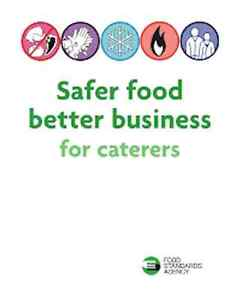 Safer food
better business
for caterers
FOOD
STANDARDS
AGENCY